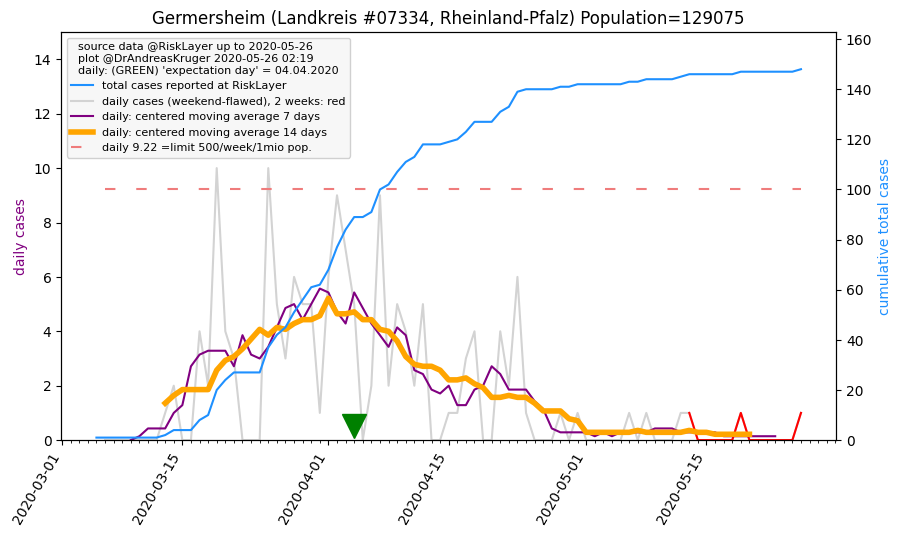 Germersheim (Landkreis #07334, Rheinland-Pfalz) Population=129075
source data @RiskLayer up to 2020-05-26
plot @DrAndreasKruger 2020-05-26 02:19
daily: (GREEN) 'expectation day' = 04.04.2020
total cases reported at RiskLayer
daily cases (weekend-flawed), 2 weeks: red
daily: centered moving average 7 days
daily: centered moving average 14 days
daily 9.22 =limit 500/week/1mio pop.
daily cases
14
12
10
8
6
4
2
0
cumulative total cases
160
140
120
100
80
60
40
20
0
2020-03-01
2020-03-15
2020-04-01
2020-04-15
2020-05-01
2020-05-15